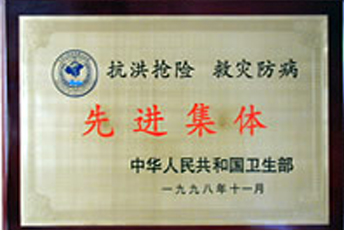 抗洪抢险 救灾防病
先进集体
中华人民共和国卫生部
一九九八年十一月